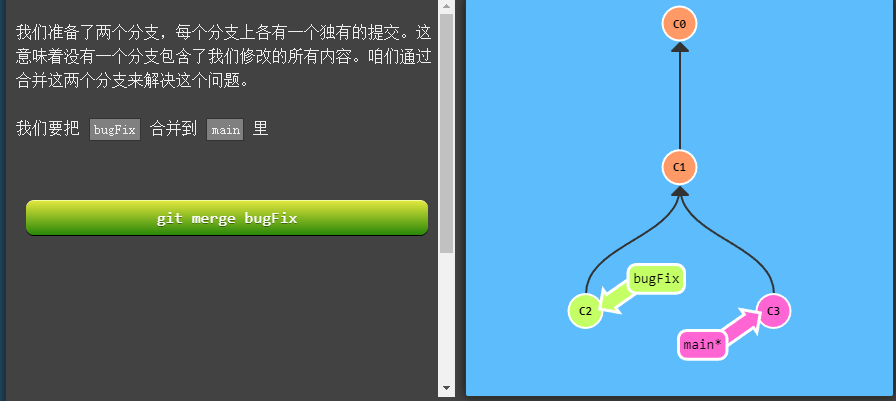 我们准备了两个分支，每个分支上各有一个独有的提交。这
意味着没有一个分支包含了我们修改的所有内容。咱们通过
合并这两个分支来解决这个问题。
我们要把 bugFix 合并到 main 里
git merge bugFix
C0
C1
bugFix
C2
C3
main*